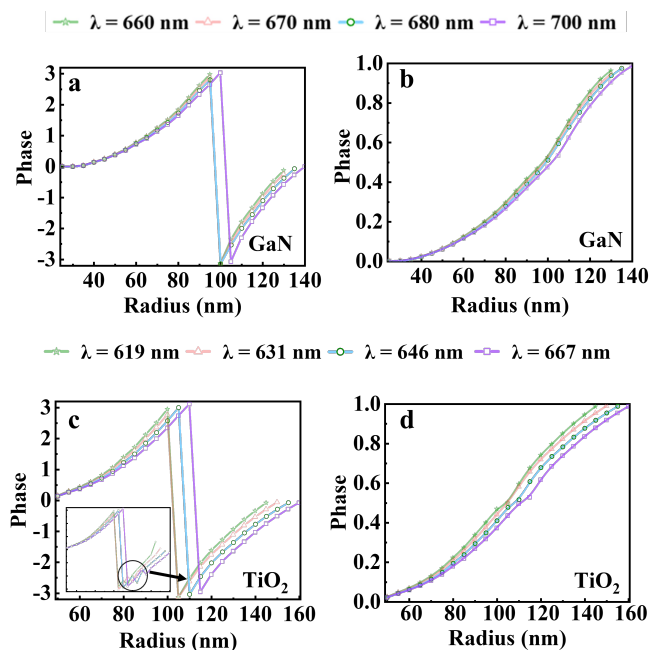 λ = 660 nm λ = 670 nm λ = 680 nm λ = 700 nm
a
3
2
1
0
-1
-2
-3
Phase
GaN
40 60 80 100 120 140
Radius (nm)
b
1.0
0.8
0.6
0.4
0.2
0.0
Phase
GaN
40 60 80 100 120 140
Radius (nm)
λ = 619 nm λ = 631 nm λ = 646 nm λ = 667 nm
c
3
2
1
0
-1
-2
-3
Phase
TiO₂
60 80 100 120 140 160
Radius (nm)
d
1.0
0.8
0.6
0.4
0.2
0.0
Phase
TiO₂
60 80 100 120 140 160
Radius (nm)